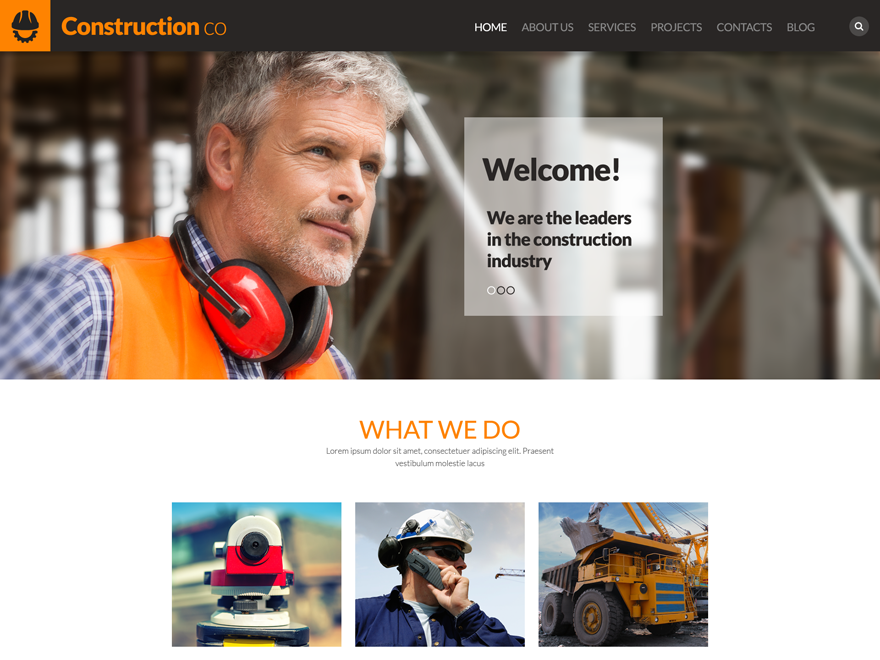 Construction CO
HOME ABOUT US SERVICES PROJECTS CONTACTS BLOG
Welcome!
We are the leaders
in the construction
industry
WHAT WE DO
Lorem ipsum dolor sit amet, consectetuer adipiscing elit. Praesent
vestibulum molestie lacus